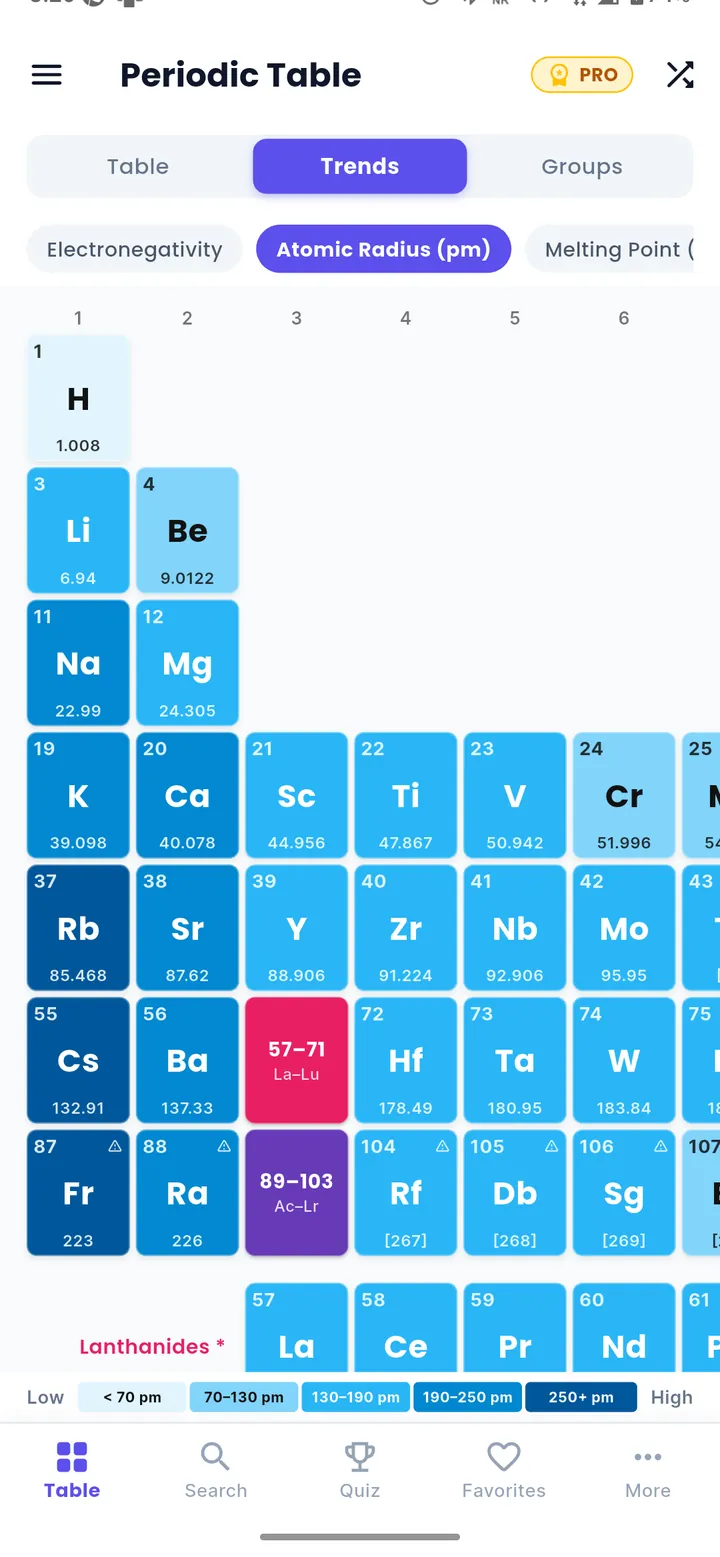 Periodic Table
PRO
Table Trends Groups
Electronegativity Atomic Radius (pm) Melting Point (
1 2 3 4 5 6
1
H
1.008
3 4
Li Be
6.94 9.0122
11 12
Na Mg
22.99 24.305
19 20 21 22 23 24 25
K Ca Sc Ti V Cr
39.098 40.078 44.956 47.867 50.942 51.996
37 38 39 40 41 42 43
Rb Sr Y Zr Nb Mo
85.468 87.62 88.906 91.224 92.906 95.95
55 56 57–71 72 73 74 75
Cs Ba La–Lu Hf Ta W
132.91 137.33 178.49 180.95 183.84
87 88 89–103 104 105 106 107
Fr Ra Ac–Lr Rf Db Sg
223 226 [267] [268] [269]
57 58 59 60 61
Lanthanides * La Ce Pr Nd
Low < 70 pm 70–130 pm 130–190 pm 190–250 pm 250+ pm High
Table Search Quiz Favorites More